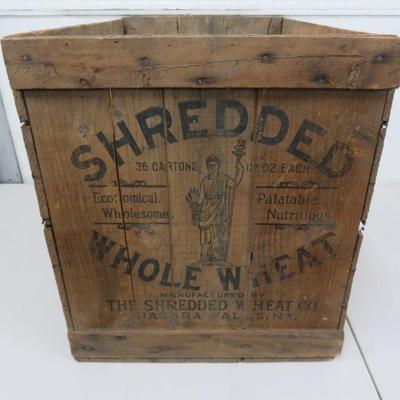 SHREDDED
36 CARTONS 12 OZ. EACH
Economical. Palatable.
Wholesome. Nutritious.
WHOLE WHEAT
MANUFACTURED BY
THE SHREDDED WHEAT CO.
NIAGARA FALLS, N.Y.